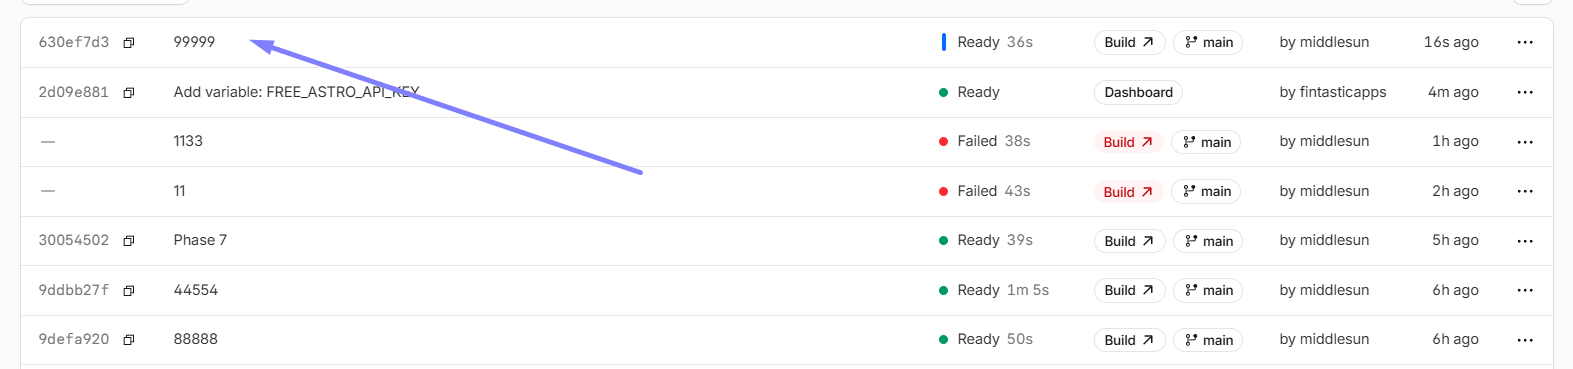 630ef7d3 99999 Ready 36s Build main by middlesun 16s ago
2d09e881 Add variable: FREE_ASTRO_API_KEY Ready Dashboard by fintasticapps 4m ago
— 1133 Failed 38s Build main by middlesun 1h ago
— 11 Failed 43s Build main by middlesun 2h ago
30054502 Phase 7 Ready 39s Build main by middlesun 5h ago
9ddbb27f 44554 Ready 1m 5s Build main by middlesun 6h ago
9defa920 88888 Ready 50s Build main by middlesun 6h ago